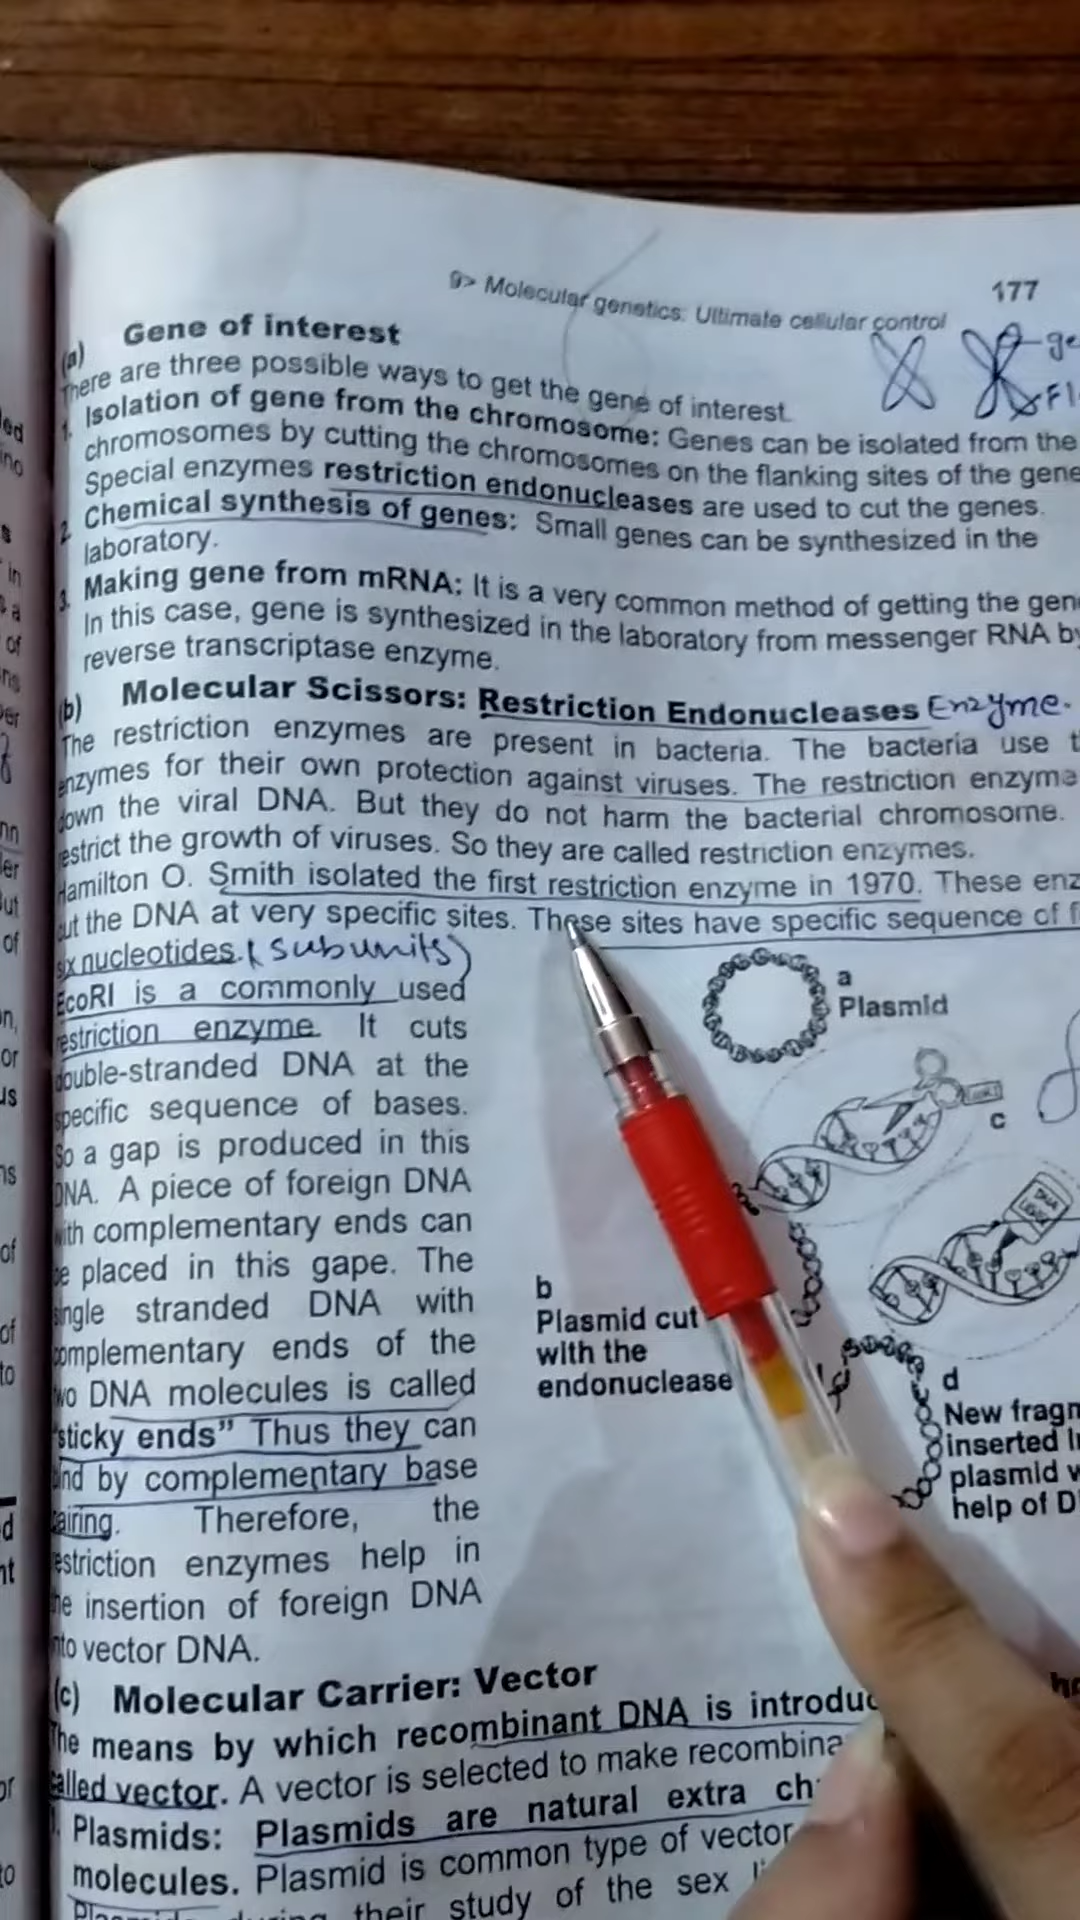 9> Molecular genetics: Ultimate cellular control
177
(a) Gene of interest
There are three possible ways to get the gene of interest.
1. Isolation of gene from the chromosome: Genes can be isolated from the
chromosomes by cutting the chromosomes on the flanking sites of the gene
Special enzymes restriction endonucleases are used to cut the genes.
2. Chemical synthesis of genes: Small genes can be synthesized in the
laboratory.
3. Making gene from mRNA: It is a very common method of getting the gen
In this case, gene is synthesized in the laboratory from messenger RNA by
reverse transcriptase enzyme.
(b) Molecular Scissors: Restriction Endonucleases Enzyme.
The restriction enzymes are present in bacteria. The bacteria use t
enzymes for their own protection against viruses. The restriction enzyme
down the viral DNA. But they do not harm the bacterial chromosome.
restrict the growth of viruses. So they are called restriction enzymes.
Hamilton O. Smith isolated the first restriction enzyme in 1970. These enz
cut the DNA at very specific sites. These sites have specific sequence of f
six nucleotides. (subunits)
EcoRI is a commonly used
restriction enzyme. It cuts
double-stranded DNA at the
specific sequence of bases.
So a gap is produced in this
DNA. A piece of foreign DNA
with complementary ends can
be placed in this gape. The
single stranded DNA with
complementary ends of the
two DNA molecules is called
"sticky ends" Thus they can
bind by complementary base
pairing. Therefore, the
restriction enzymes help in
the insertion of foreign DNA
into vector DNA.
a
Plasmid
c
DNA
b
Plasmid cut
with the
endonuclease
d
New fragm
inserted I
plasmid w
help of D
(c) Molecular Carrier: Vector
The means by which recombinant DNA is introduc
called vector. A vector is selected to make recombina
1. Plasmids: Plasmids are natural extra ch
molecules. Plasmid is common type of vector
during their study of the sex